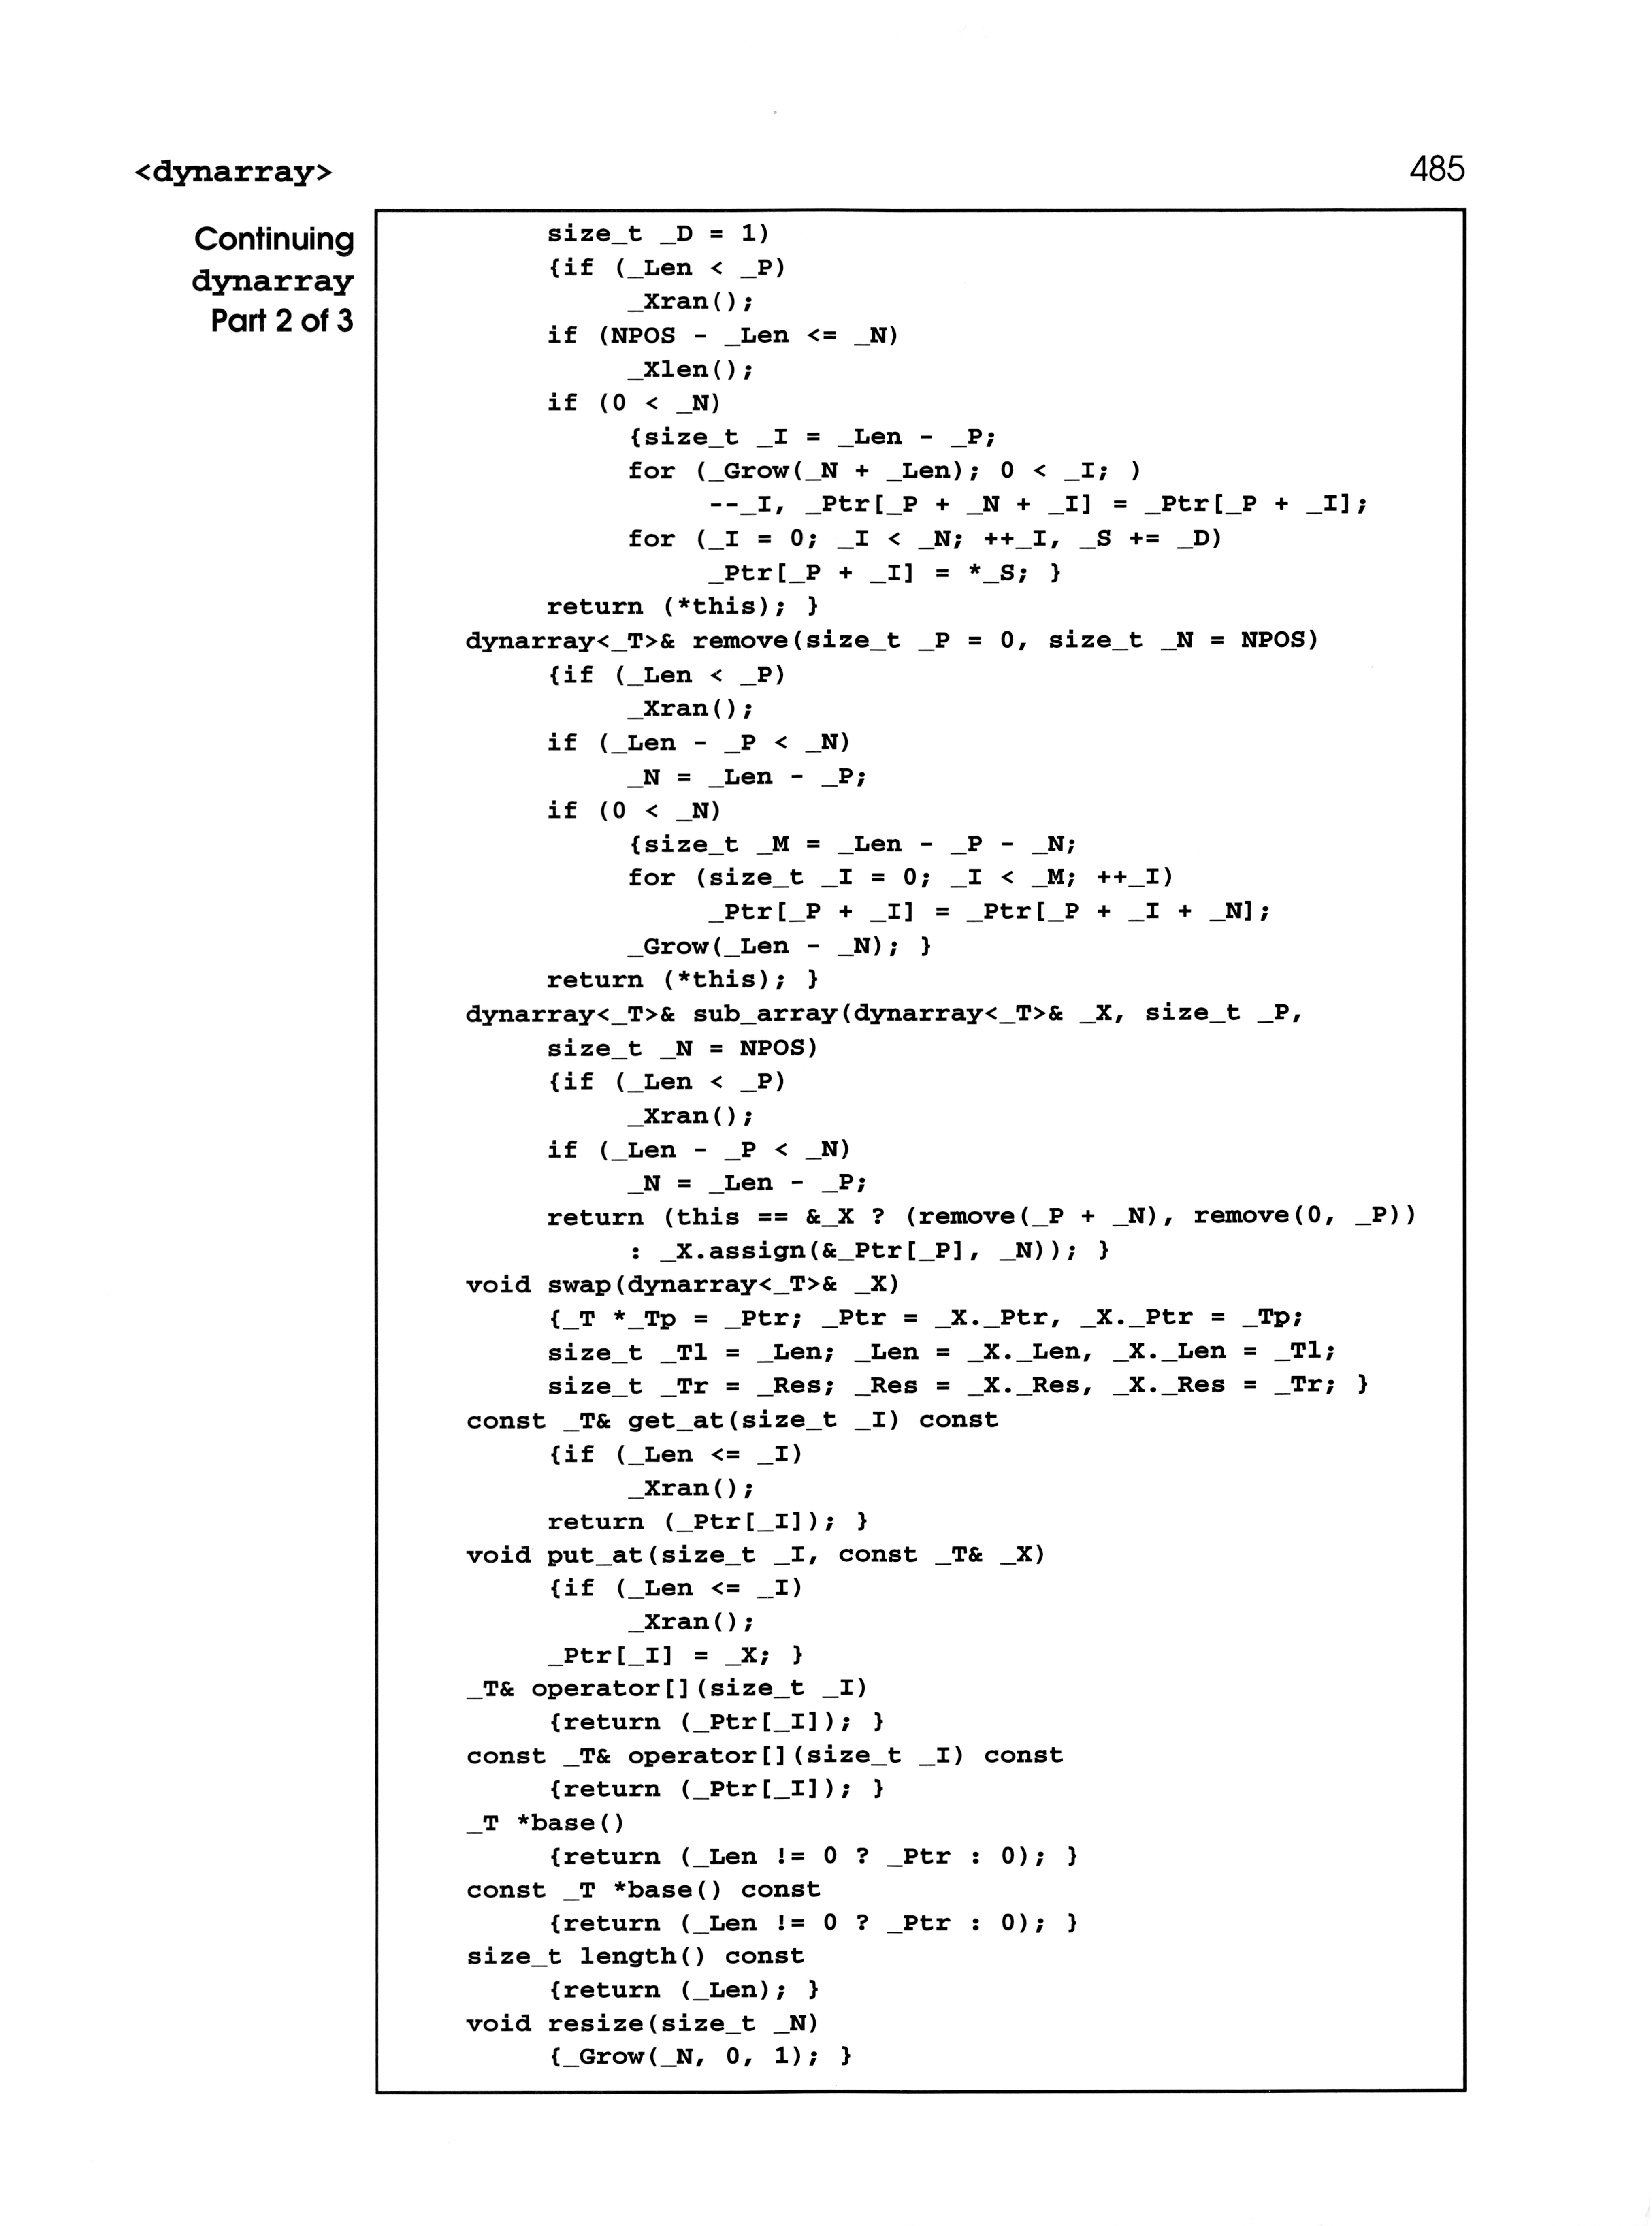 <dynarray>
485
Continuing
dynarray
Part 2 of 3
size_t _D = 1)
{if (_Len < _P)
_Xran();
if (NPOS - _Len <= _N)
_Xlen();
if (0 < _N)
{size_t _I = _Len - _P;
for (_Grow(_N + _Len); 0 < _I; )
--_I, _Ptr[_P + _N + _I] = _Ptr[_P + _I];
for (_I = 0; _I < _N; ++_I, _S += _D)
_Ptr[_P + _I] = *_S; }
return (*this); }
dynarray<_T>& remove(size_t _P = 0, size_t _N = NPOS)
{if (_Len < _P)
_Xran();
if (_Len - _P < _N)
_N = _Len - _P;
if (0 < _N)
{size_t _M = _Len - _P - _N;
for (size_t _I = 0; _I < _M; ++_I)
_Ptr[_P + _I] = _Ptr[_P + _I + _N];
_Grow(_Len - _N); }
return (*this); }
dynarray<_T>& sub_array(dynarray<_T>& _X, size_t _P,
size_t _N = NPOS)
{if (_Len < _P)
_Xran();
if (_Len - _P < _N)
_N = _Len - _P;
return (this == &_X ? (remove(_P + _N), remove(0, _P))
: _X.assign(&_Ptr[_P], _N)); }
void swap(dynarray<_T>& _X)
{_T *_Tp = _Ptr; _Ptr = _X._Ptr, _X._Ptr = _Tp;
size_t _Tl = _Len; _Len = _X._Len, _X._Len = _Tl;
size_t _Tr = _Res; _Res = _X._Res, _X._Res = _Tr; }
const _T& get_at(size_t _I) const
{if (_Len <= _I)
_Xran();
return (_Ptr[_I]); }
void put_at(size_t _I, const _T& _X)
{if (_Len <= _I)
_Xran();
_Ptr[_I] = _X; }
_T& operator[](size_t _I)
{return (_Ptr[_I]); }
const _T& operator[](size_t _I) const
{return (_Ptr[_I]); }
_T *base()
{return (_Len != 0 ? _Ptr : 0); }
const _T *base() const
{return (_Len != 0 ? _Ptr : 0); }
size_t length() const
{return (_Len); }
void resize(size_t _N)
{_Grow(_N, 0, 1); }